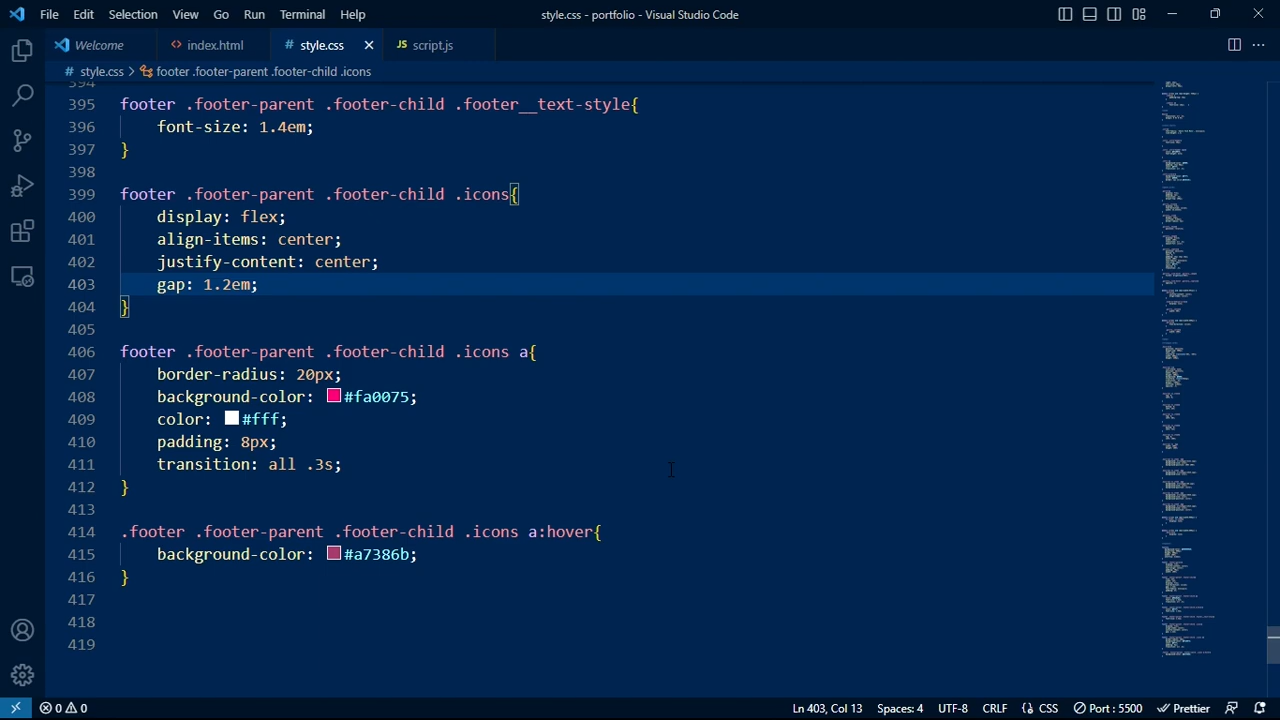 File Edit Selection View Go Run Terminal Help style.css - portfolio - Visual Studio Code
Welcome index.html # style.css JS script.js
# style.css > footer .footer-parent .footer-child .icons
394
395 footer .footer-parent .footer-child .footer__text-style{
396 font-size: 1.4em;
397 }
398
399 footer .footer-parent .footer-child .icons{
400 display: flex;
401 align-items: center;
402 justify-content: center;
403 gap: 1.2em;
404 }
405
406 footer .footer-parent .footer-child .icons a{
407 border-radius: 20px;
408 background-color: #fa0075;
409 color: #fff;
410 padding: 8px;
411 transition: all .3s;
412 }
413
414 .footer .footer-parent .footer-child icons a:hover{
415 background-color: #a7386b;
416 }
417
418
419
0 0 Ln 403, Col 13 Spaces: 4 UTF-8 CRLF CSS Port : 5500 Prettier